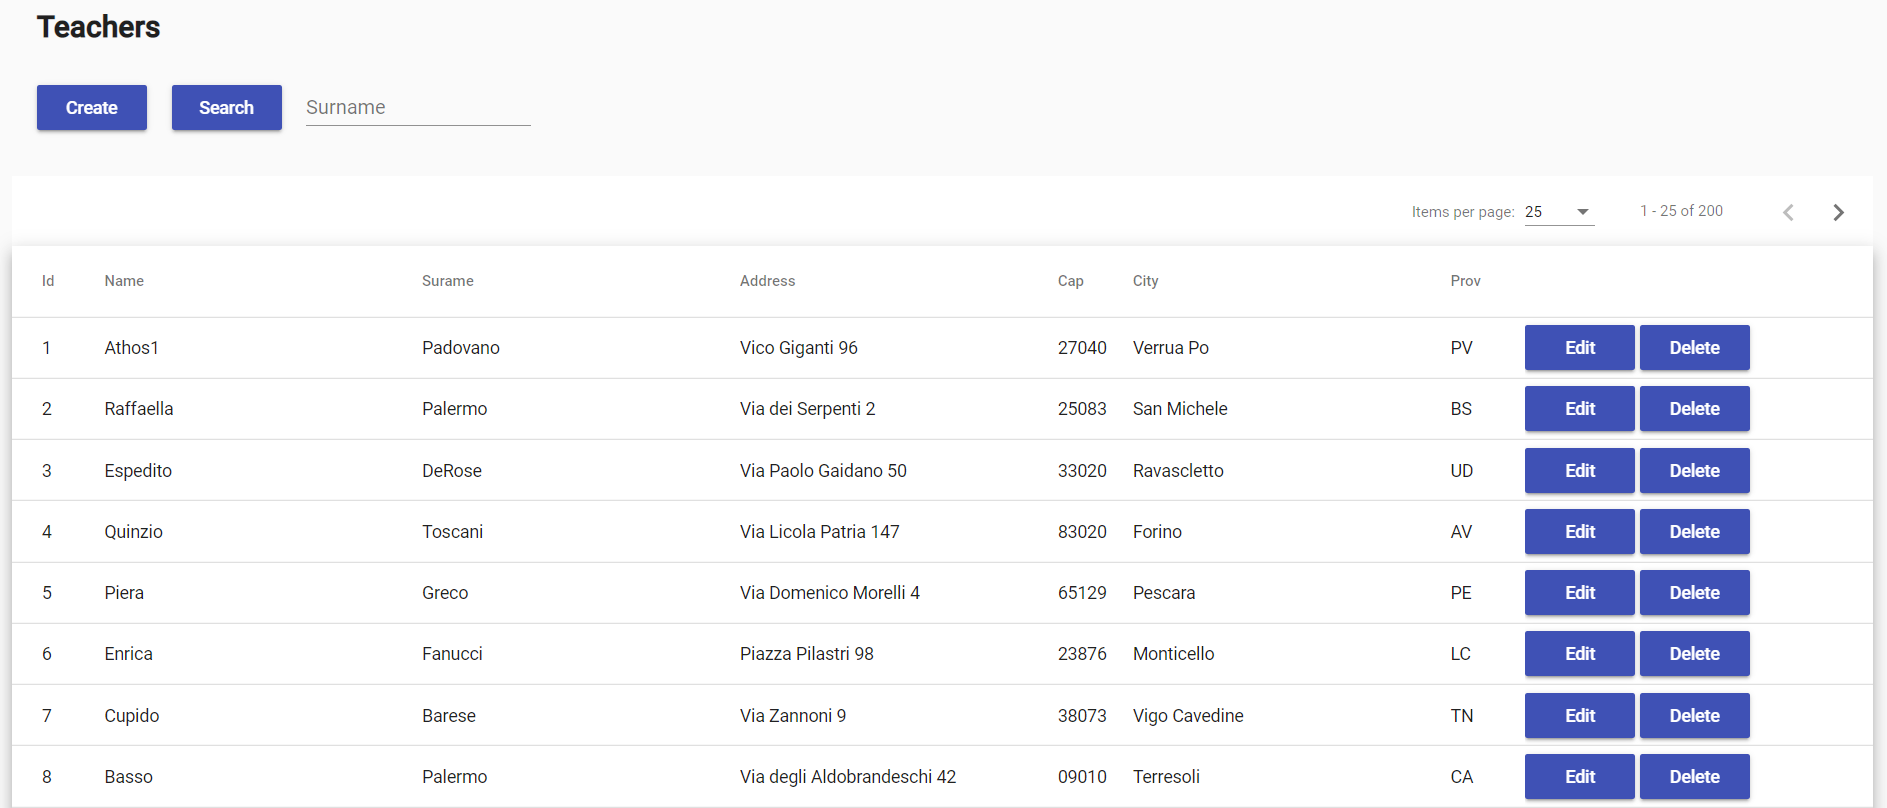 Teachers
Create Search Surname
Items per page: 25 1 - 25 of 200
Id Name Surame Address Cap City Prov
1 Athos1 Padovano Vico Giganti 96 27040 Verrua Po PV Edit Delete
2 Raffaella Palermo Via dei Serpenti 2 25083 San Michele BS Edit Delete
3 Espedito DeRose Via Paolo Gaidano 50 33020 Ravascletto UD Edit Delete
4 Quinzio Toscani Via Licola Patria 147 83020 Forino AV Edit Delete
5 Piera Greco Via Domenico Morelli 4 65129 Pescara PE Edit Delete
6 Enrica Fanucci Piazza Pilastri 98 23876 Monticello LC Edit Delete
7 Cupido Barese Via Zannoni 9 38073 Vigo Cavedine TN Edit Delete
8 Basso Palermo Via degli Aldobrandeschi 42 09010 Terresoli CA Edit Delete